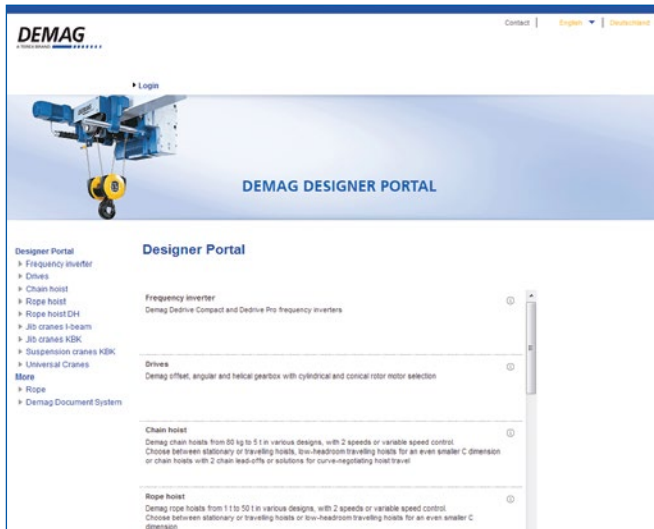 Contact
English
Deutschland
DEMAG
A TEREX BRAND
Login
DEMAG DESIGNER PORTAL
Designer Portal
Frequency inverter
Drives
Chain hoist
Rope hoist
Rope hoist DH
Jib cranes I-beam
Jib cranes KBK
Suspension cranes KBK
Universal Cranes
More
Rope
Demag Document System
Designer Portal
Frequency inverter
Demag Dedrive Compact and Dedrive Pro frequency inverters
Drives
Demag offset, angular and helical gearbox with cylindrical and conical rotor motor selection
Chain hoist
Demag chain hoists from 80 kg to 5 t in various designs, with 2 speeds or variable speed control.
Choose between stationary or travelling hoists, low-headroom travelling hoists for an even smaller C dimension
or chain hoists with 2 chain lead-offs or solutions for curve-negotiating hoist travel
Rope hoist
Demag rope hoists from 1 t to 50 t in various designs, with 2 speeds or variable speed control.
Choose between stationary or traveling hoists or low-headroom travelling hoists for an even smaller C
dimension